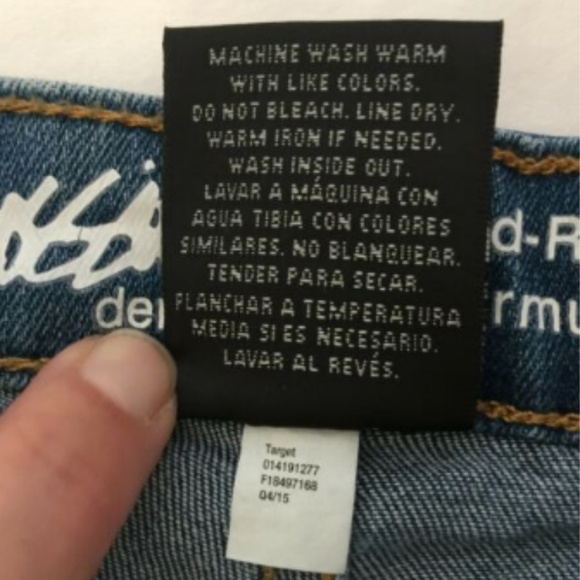 MACHINE WASH WARM
WITH LIKE COLORS.
DO NOT BLEACH. LINE DRY.
WARM IRON IF NEEDED.
WASH INSIDE OUT.
LAVAR A MÁQUINA CON
AGUA TIBIA CON COLORES
SIMILARES. NO BLANQUEAR.
TENDER PARA SECAR.
PLANCHAR A TEMPERATURA
MEDIA SI ES NECESARIO.
LAVAR AL REVÉS.
d-R
de
rmu
Target
014191277
F18497168
04/15